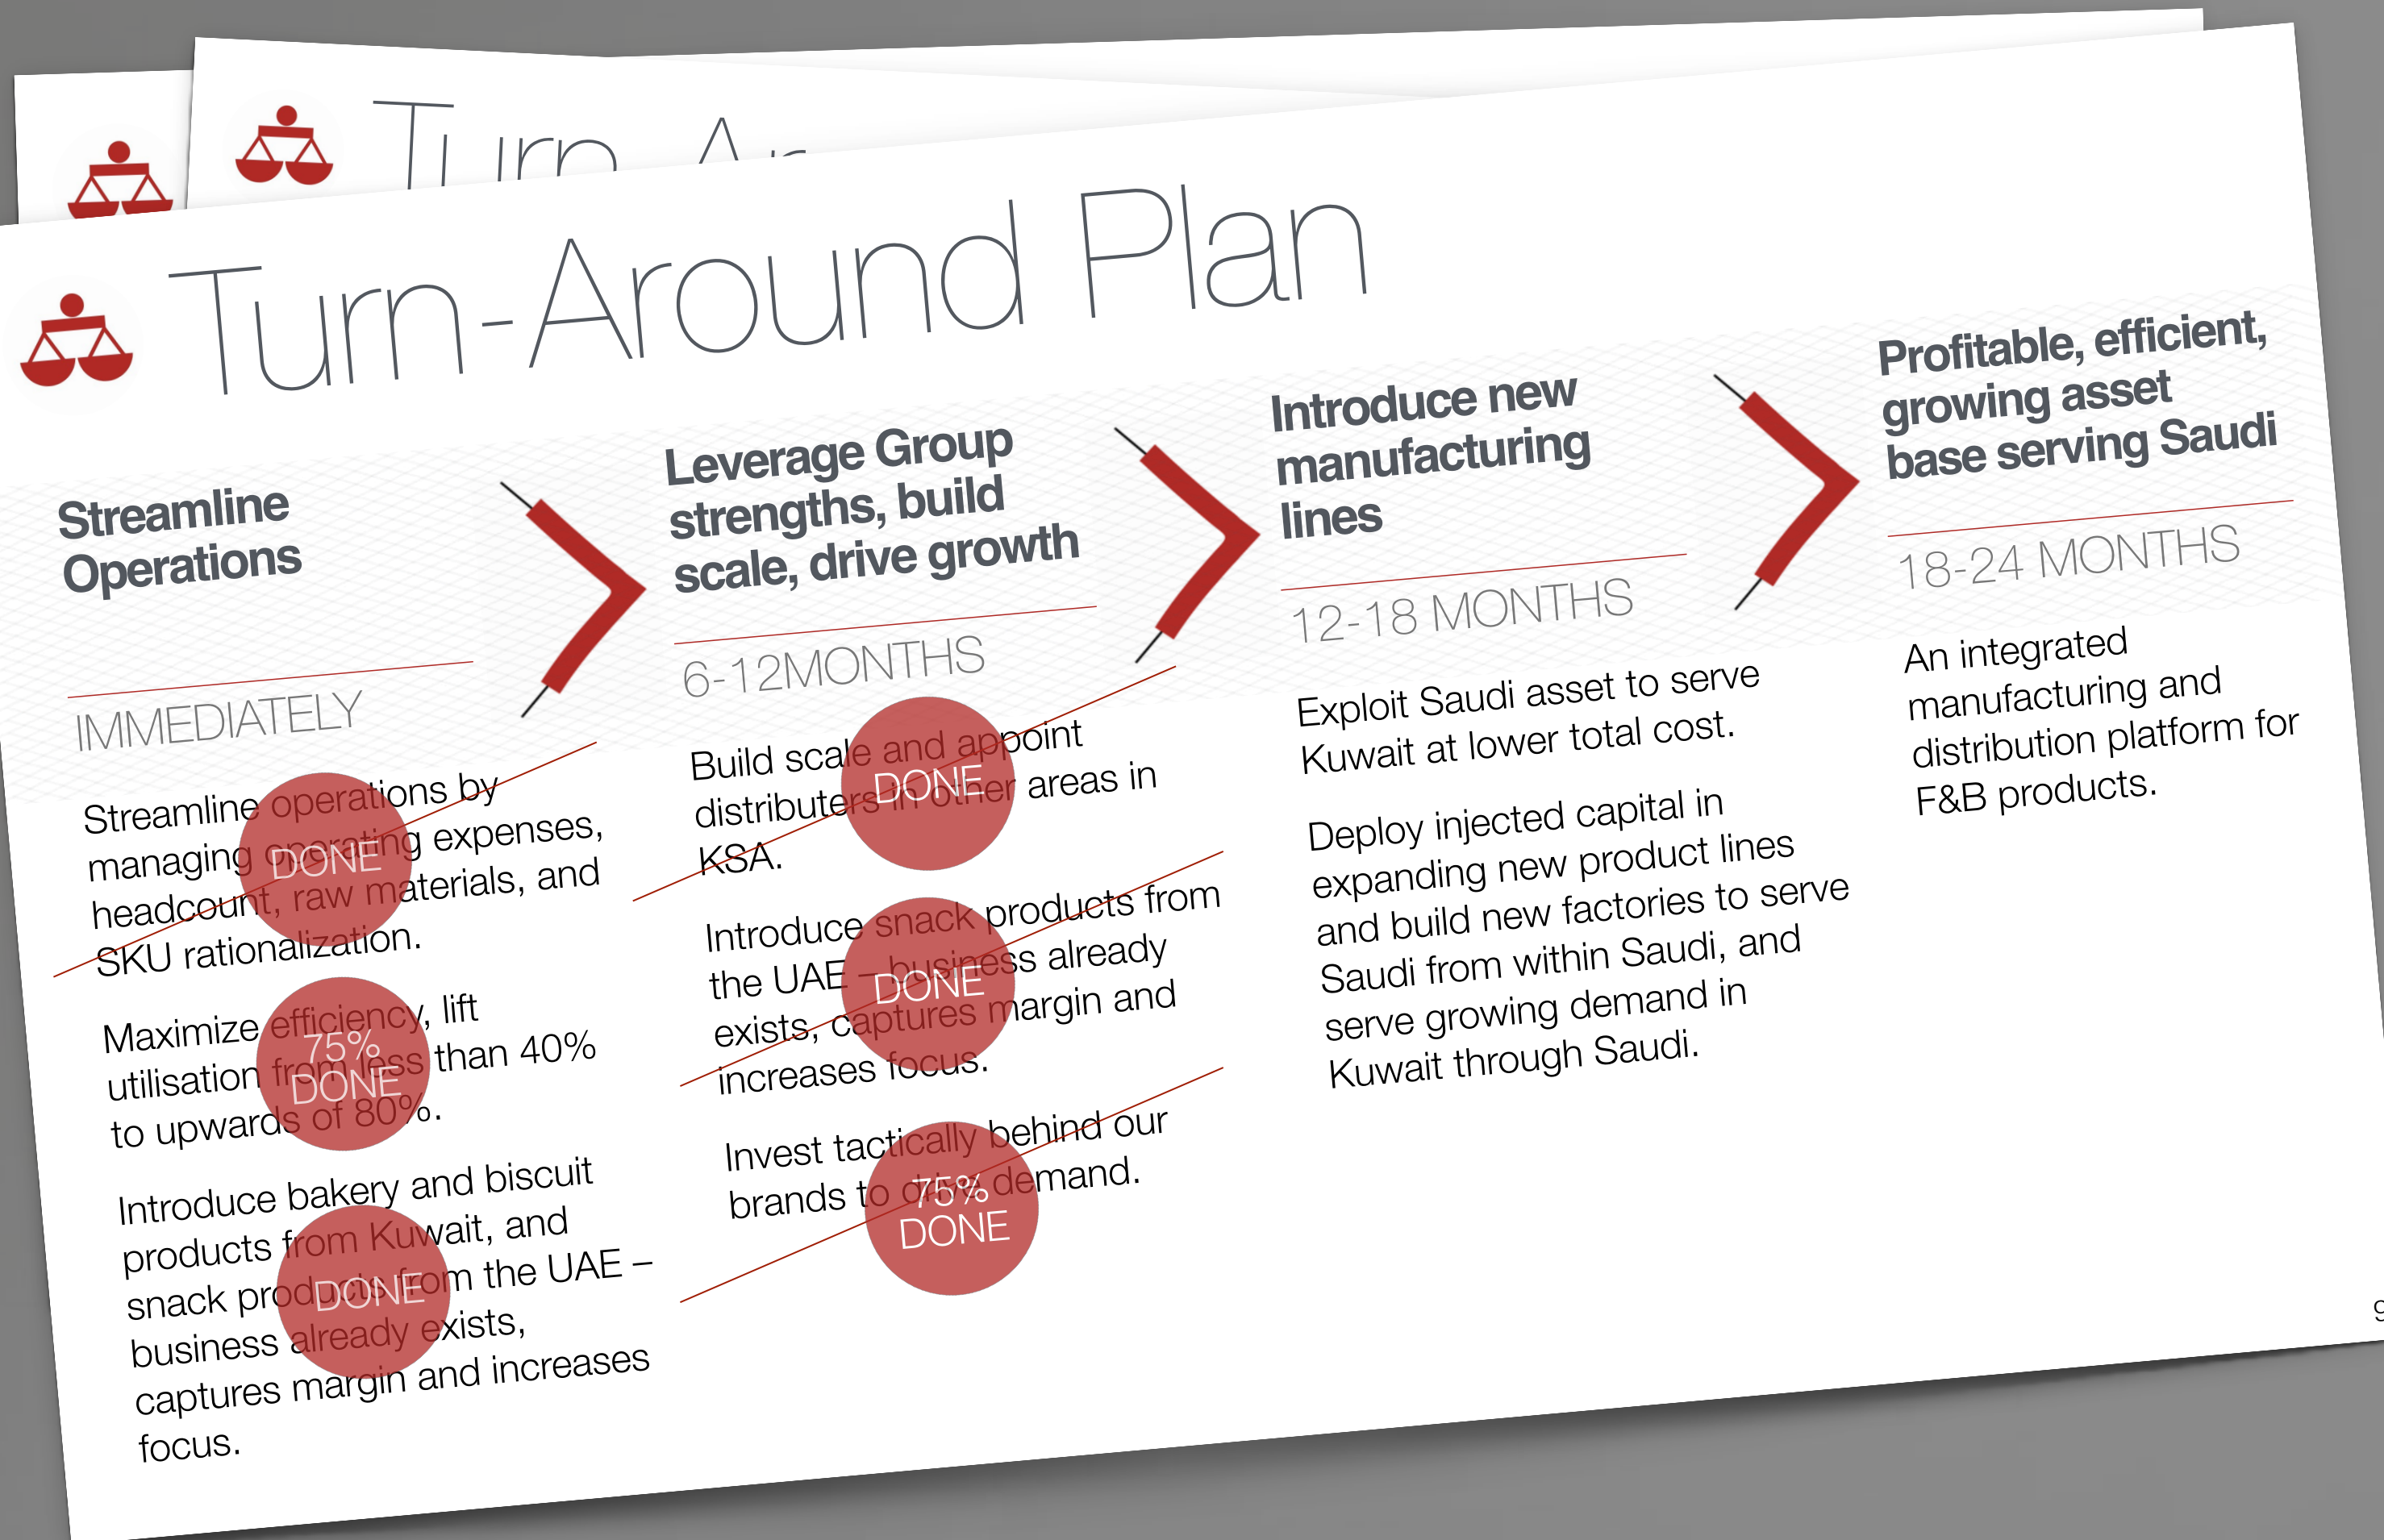 Turn-Around Plan
Streamline
Operations
IMMEDIATELY
Streamline operations by
managing operating expenses,
headcount, raw materials, and
SKU rationalization.
DONE
Maximize efficiency, lift
utilisation from less than 40%
to upwards of 80%.
75%
DONE
Introduce bakery and biscuit
products from Kuwait, and
snack products from the UAE –
business already exists,
captures margin and increases
focus.
DONE
Leverage Group
strengths, build
scale, drive growth
6-12MONTHS
Build scale and appoint
distributers in other areas in
KSA.
DONE
Introduce snack products from
the UAE – business already
exists, captures margin and
increases focus.
DONE
Invest tactically behind our
brands to drive demand.
75%
DONE
Introduce new
manufacturing
lines
12-18 MONTHS
Exploit Saudi asset to serve
Kuwait at lower total cost.
Deploy injected capital in
expanding new product lines
and build new factories to serve
Saudi from within Saudi, and
serve growing demand in
Kuwait through Saudi.
Profitable, efficient,
growing asset
base serving Saudi
18-24 MONTHS
An integrated
manufacturing and
distribution platform for
F&B products.